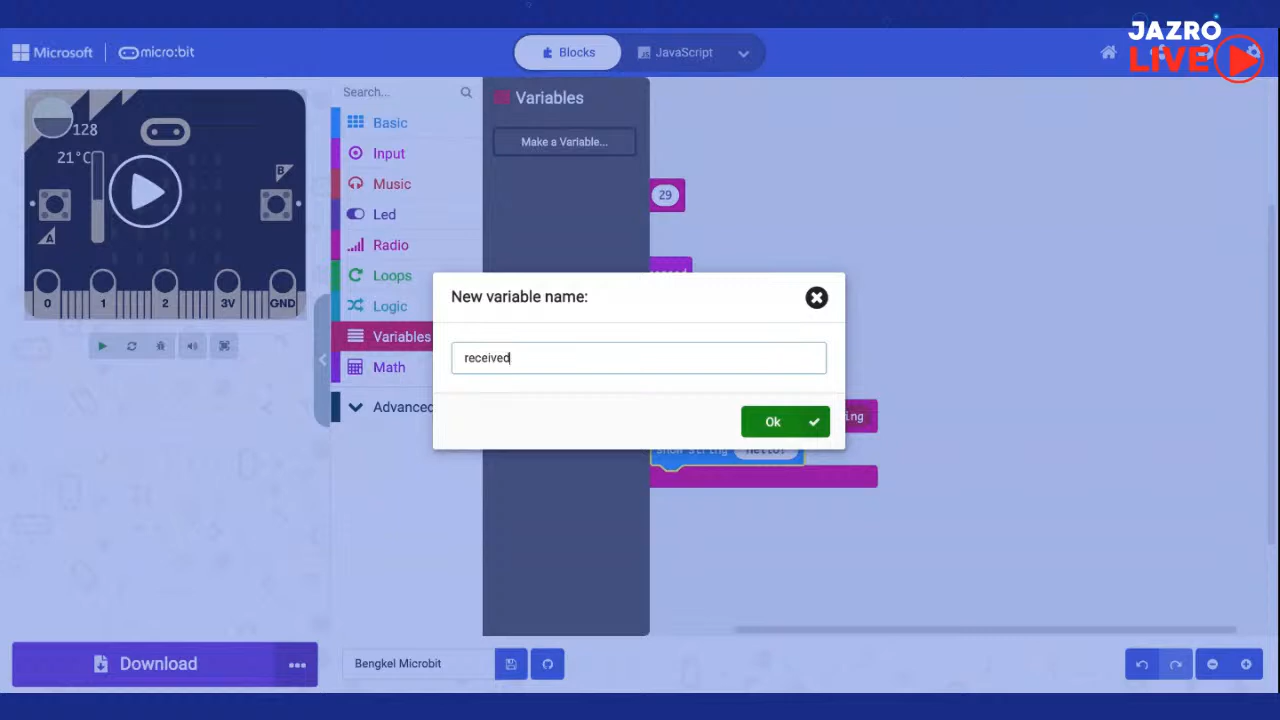 JAZRO
LIVE
Microsoft
micro:bit
Blocks
JavaScript
128
21°C
A
B
0
1
2
3V
GND
Search...
Basic
Input
Music
Led
Radio
Loops
Logic
Variables
Math
Advanced
Variables
Make a Variable...
29
New variable name:
received
Ok
Download
Bengkel Microbit